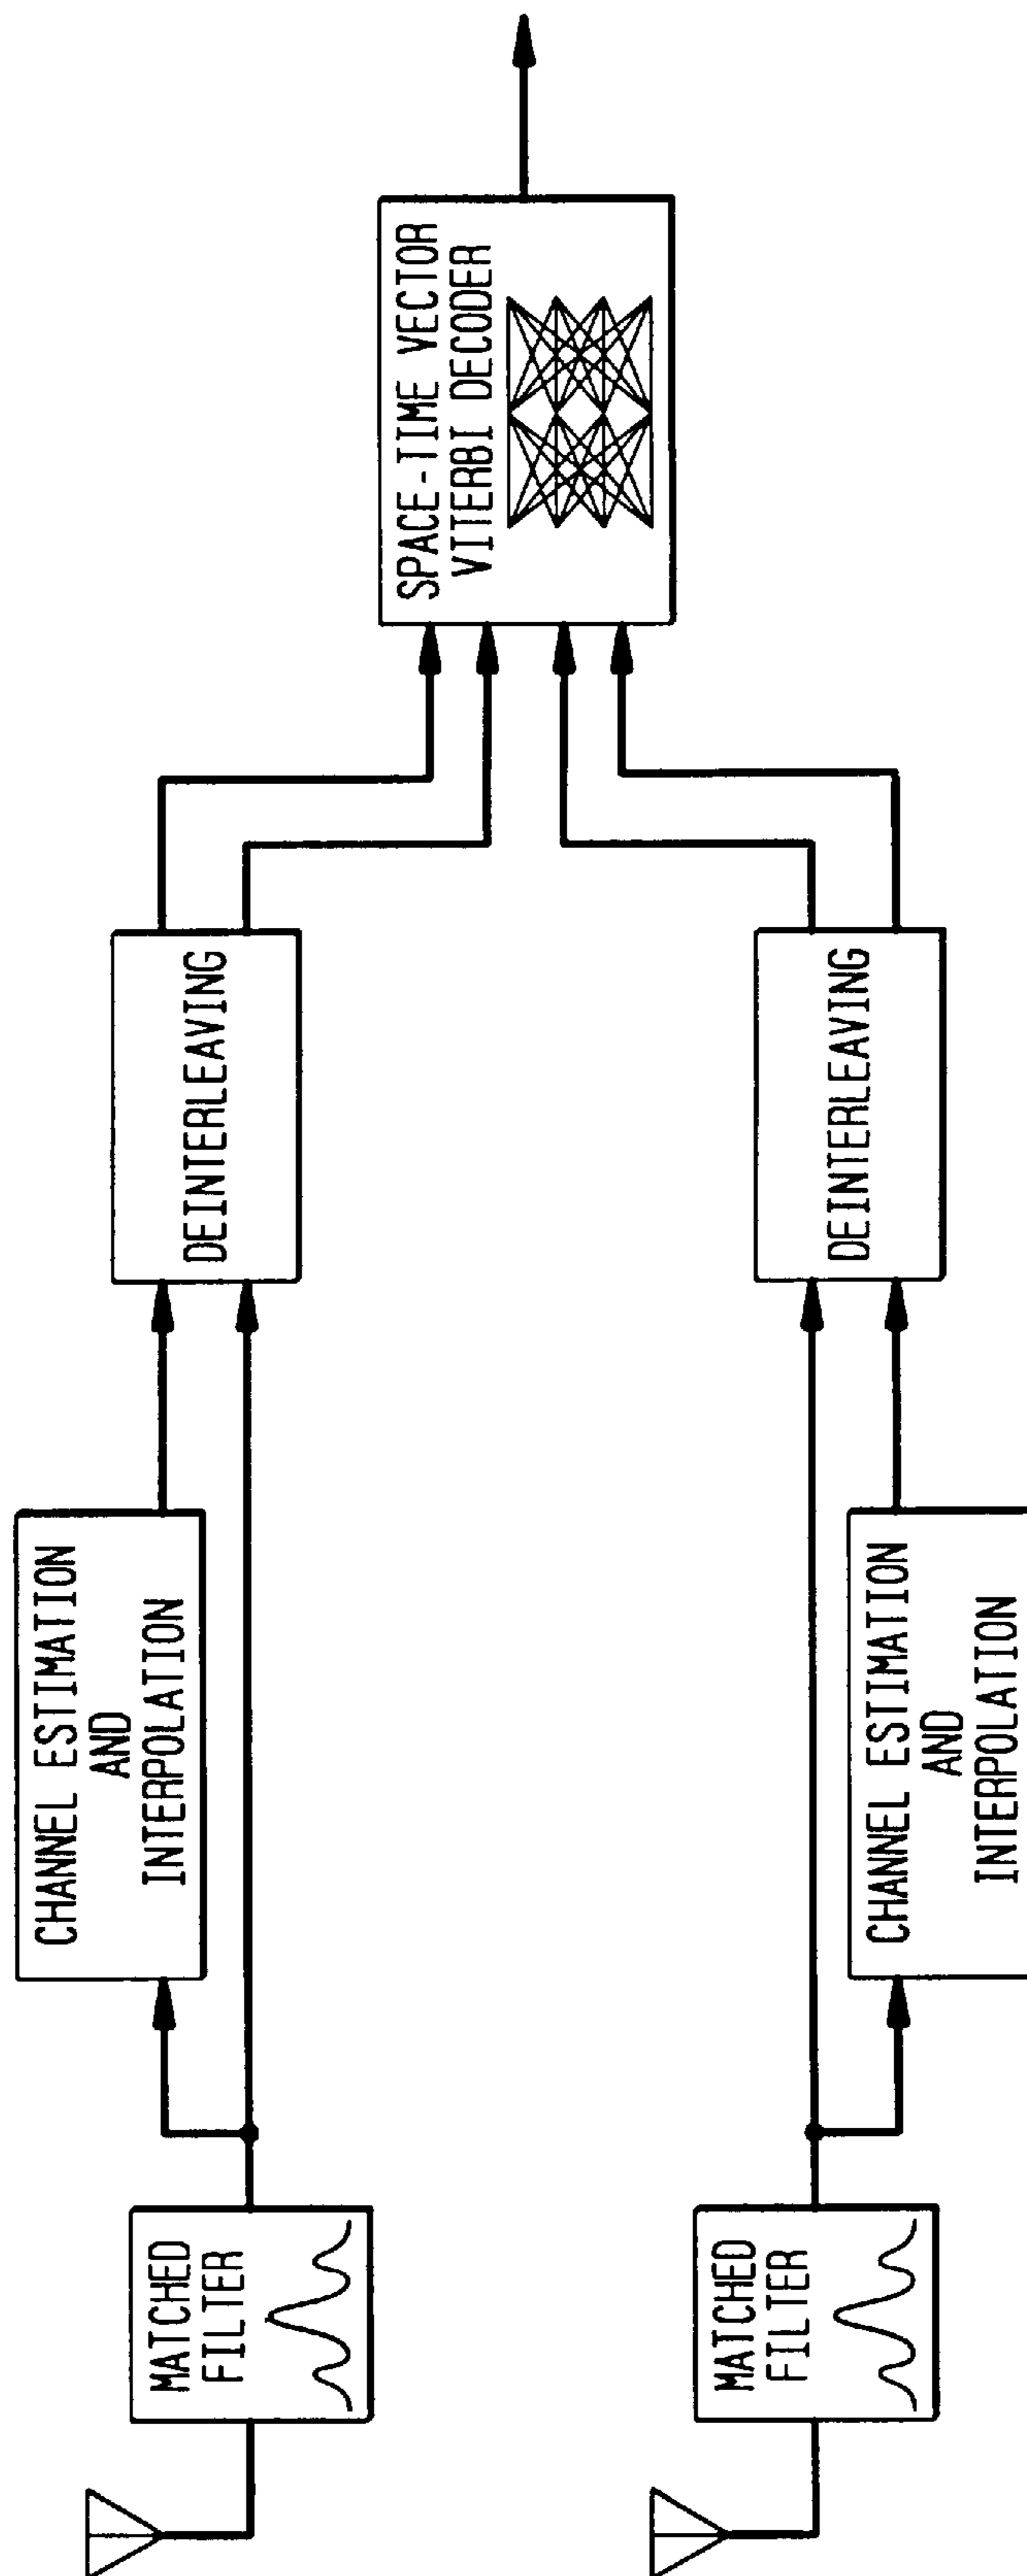 MATCHED
FILTER
CHANNEL ESTIMATION
AND
INTERPOLATION
DEINTERLEAVING
SPACE-TIME VECTOR
VITERBI DECODER
MATCHED
FILTER
CHANNEL ESTIMATION
AND
INTERPOLATION
DEINTERLEAVING